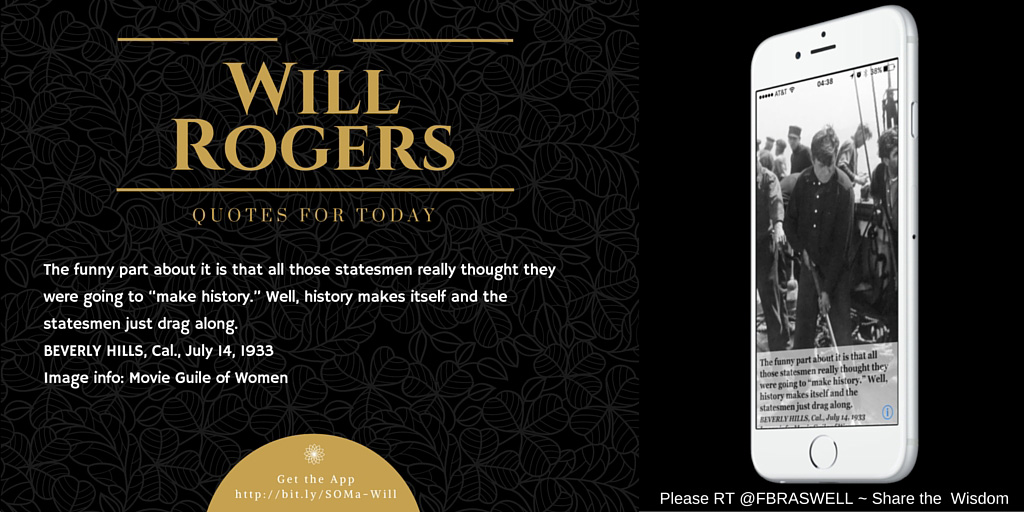 WILL
ROGERS
QUOTES FOR TODAY
The funny part about it is that all those statesmen really thought they
were going to "make history." Well, history makes itself and the
statesmen just drag along.
BEVERLY HILLS, Cal., July 14, 1933
Image info: Movie Guile of Women
Get the App
http://bit.ly/SOMa-Will
AT&T 04:38 38%
The funny part about it is that all
those statesmen really thought they
were going to "make history." Well,
history makes itself and the
statesmen just drag along.
BEVERLY HILLS, Cal., July 14, 1933
Please RT @FBRASWELL ~ Share the Wisdom